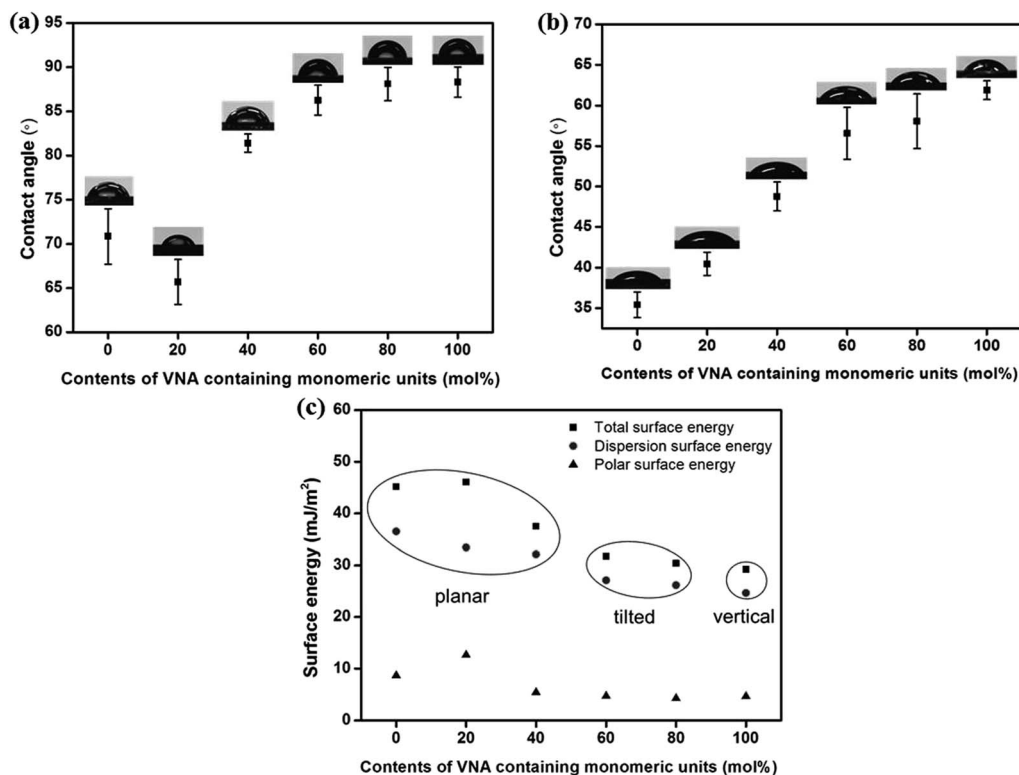 (a)
95
90
85
80
75
70
65
60
Contact angle (°)
0 20 40 60 80 100
Contents of VNA containing monomeric units (mol%)
(b)
70
65
60
55
50
45
40
35
Contact angle (°)
0 20 40 60 80 100
Contents of VNA containing monomeric units (mol%)
(c)
60
50
40
30
20
10
0
Surface energy (mJ/m²)
Total surface energy
Dispersion surface energy
Polar surface energy
planar
tilted
vertical
0 20 40 60 80 100
Contents of VNA containing monomeric units (mol%)